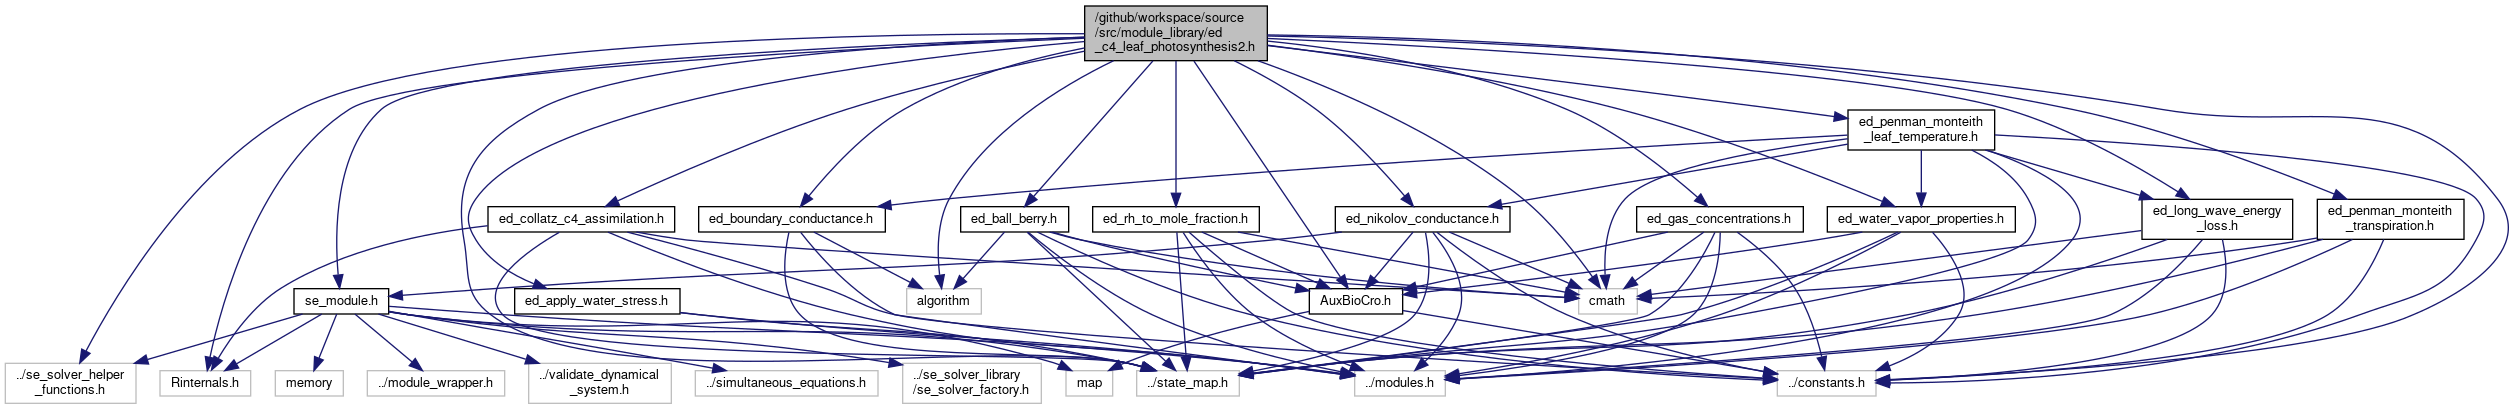 /github/workspace/source
/src/module_library/ed
_c4_leaf_photosynthesis2.h
ed_penman_monteith
_leaf_temperature.h
ed_collatz_c4_assimilation.h
ed_boundary_conductance.h
ed_ball_berry.h
ed_rh_to_mole_fraction.h
ed_nikolov_conductance.h
ed_gas_concentrations.h
ed_water_vapor_properties.h
ed_long_wave_energy
_loss.h
ed_penman_monteith
_transpiration.h
se_module.h
ed_apply_water_stress.h
algorithm
AuxBioCro.h
cmath
../se_solver_helper
_functions.h
Rinternals.h
memory
../module_wrapper.h
../validate_dynamical
_system.h
../simultaneous_equations.h
../se_solver_library
/se_solver_factory.h
map
../state_map.h
../modules.h
../constants.h